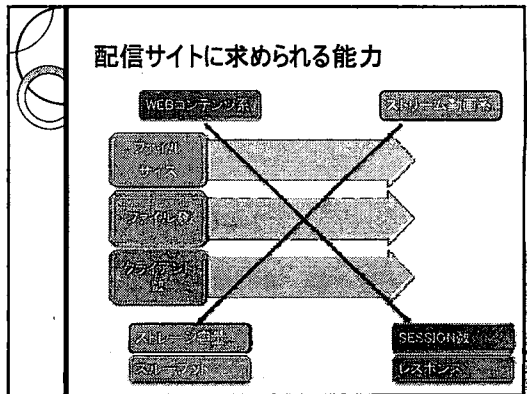 配信サイトに求められる能力
WEBコンテンツ系
ストリーム動画系
ファイル
サイズ
ファイル数
クライアント
数
ストレージ容量
スループット
SESSION数
レスポンス